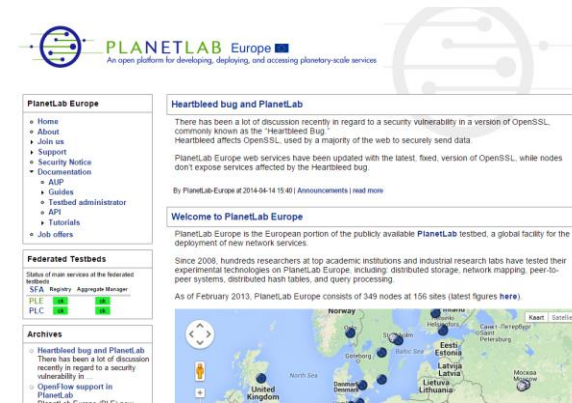 PLANETLAB Europe
An open platform for developing, deploying, and accessing planetary-scale services
PlanetLab Europe
Home
About
Join us
Support
Security Notice
Documentation
AUP
Guides
Testbed administrator
API
Tutorials
Job offers
Federated Testbeds
Status of main services at the federated
testbeds
SFA Registry Aggregate Manager
PLE ok ok
PLC ok ok
Archives
Heartbleed bug and PlanetLab
There has been a lot of discussion
recently in regard to a security
vulnerability in ...
OpenFlow support in
PlanetLab
Heartbleed bug and PlanetLab
There has been a lot of discussion recently in regard to a security vulnerability in a version of OpenSSL,
commonly known as the "Heartbleed Bug."
Heartbleed affects OpenSSL, used by a majority of the web to securely send data.
PlanetLab Europe web services have been updated with the latest, fixed, version of OpenSSL, while nodes
don't expose services affected by the Heartbleed bug.
By PlanetLab-Europe at 2014-04-14 15:40 | Announcements | read more
Welcome to PlanetLab Europe
PlanetLab Europe is the European portion of the publicly available PlanetLab testbed, a global facility for the
deployment of new network services.
Since 2008, hundreds researchers at top academic institutions and industrial research labs have tested their
experimental technologies on PlanetLab Europe, including: distributed storage, network mapping, peer-to-
peer systems, distributed hash tables, and query processing.
As of February 2013, PlanetLab Europe consists of 349 nodes at 156 sites (latest figures here).
Norway
Kaart Satellie
Санкт-Петербург
Saint
Petersburg
Göteborg
Baltic Sea
Eesti
Estonia
North Sea
Latvija
Latvia
Москва
Moscow
Lietuva
Lithuania
United
Kingdom